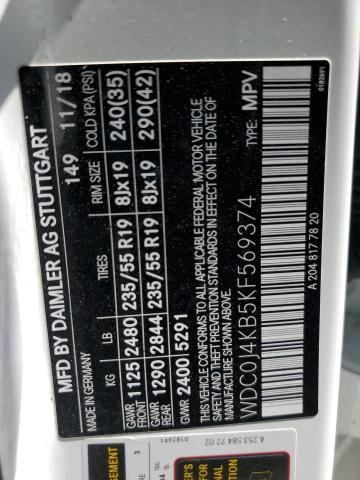 MFD BY DAIMLER AG STUTTGART
MADE IN GERMANY 149 11/18
KG LB TIRES RIM SIZE COLD KPA (PSI)
GAWR FRONT 1125 2480 235/55 R19 8Jx19 240(35)
GAWR REAR 1290 2844 235/55 R19 8Jx19 290(42)
GVWR 2400 5291
THIS VEHICLE CONFORMS TO ALL APPLICABLE FEDERAL MOTOR VEHICLE
SAFETY AND THEFT PREVENTION STANDARDS IN EFFECT ON THE DATE OF
MANUFACTURE SHOWN ABOVE.
WDC0J4KB5KF569374 TYPE: MPV
A 204 817 78 20
0182691
A 253 584 72 02
0182691